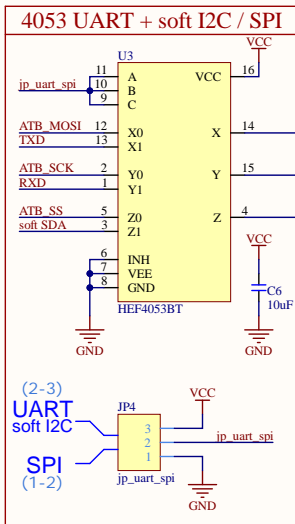 4053 UART + soft I2C / SPI
VCC
U3
jp_uart_spi
11 A VCC 16
10 B
9 C
ATB_MOSI 12 X0 X 14
TXD 13 X1
ATB_SCK 2 Y0 Y 15
RXD 1 Y1
ATB_SS 5 Z0 Z 4
soft SDA 3 Z1
6 INH VCC
7 VEE
8 GND
C6
10uF
HEF4053BT
GND GND
(2-3)
UART
soft I2C
JP4 VCC
3
2 jp_uart_spi
1
SPI
(1-2)
jp_uart_spi
GND